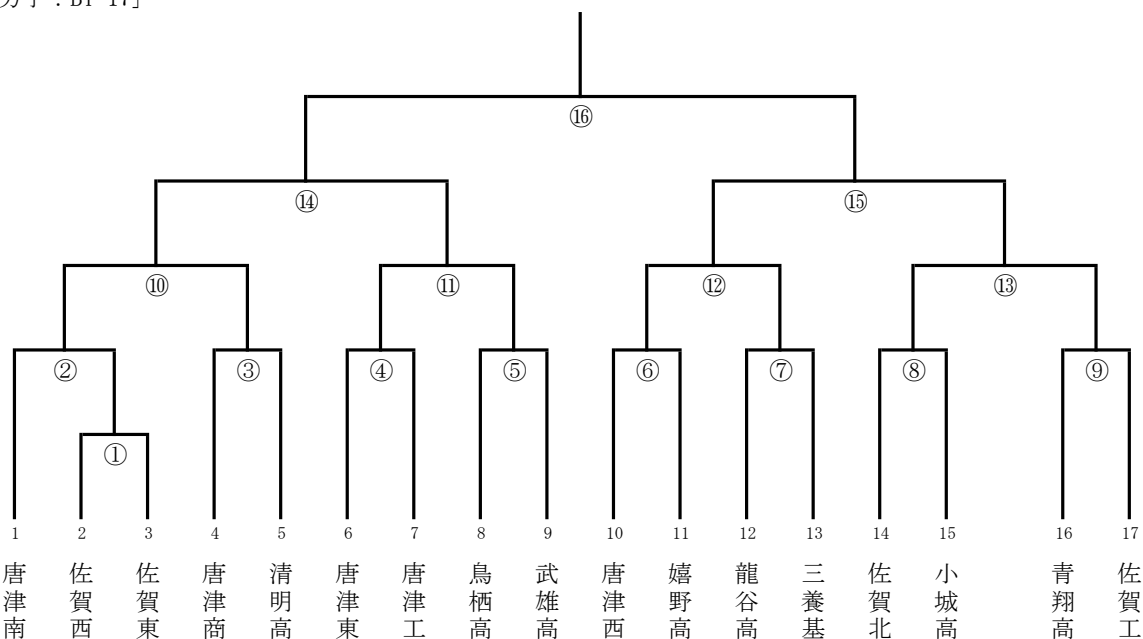 男子:BT-17]
⑯
⑭ ⑮
⑩ ⑪ ⑫ ⑬
② ③ ④ ⑤ ⑥ ⑦ ⑧ ⑨
①
1 2 3 4 5 6 7 8 9 10 11 12 13 14 15 16 17
唐津南
佐賀西
佐賀東
唐津商
清明高
唐津東
唐津工
鳥栖高
武雄高
唐津西
嬉野高
龍谷高
三養基
佐賀北
小城高
青翔高
佐賀工